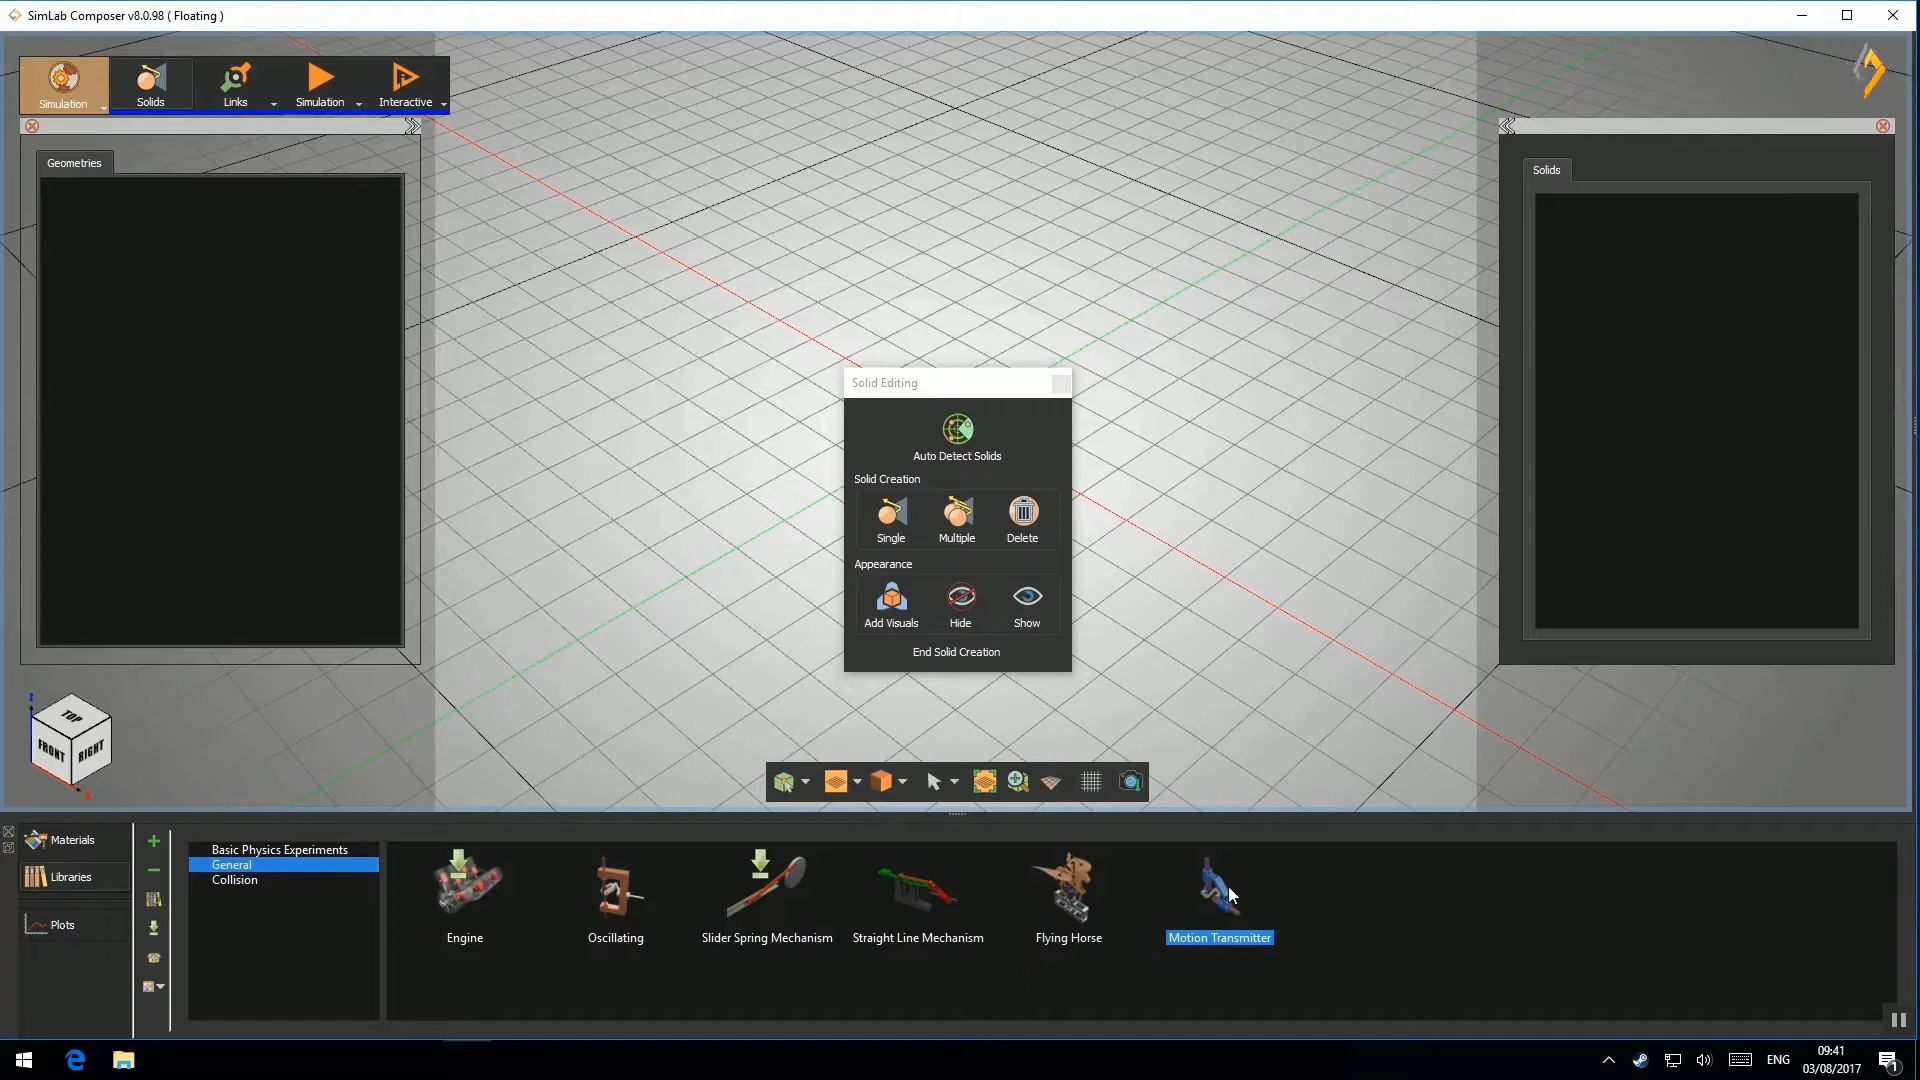 SimLab Composer v8.0.98 ( Floating )
Simulation
Solids
Links
Simulation
Interactive
Geometries
Solids
Solid Editing
Auto Detect Solids
Solid Creation
Single
Multiple
Delete
Appearance
Add Visuals
Hide
Show
End Solid Creation
Z
TOP
FRONT
RIGHT
X
Materials
Libraries
Plots
Basic Physics Experiments
General
Collision
Engine
Oscillating
Slider Spring Mechanism
Straight Line Mechanism
Flying Horse
Motion Transmitter
ENG
09:41
03/08/2017
1